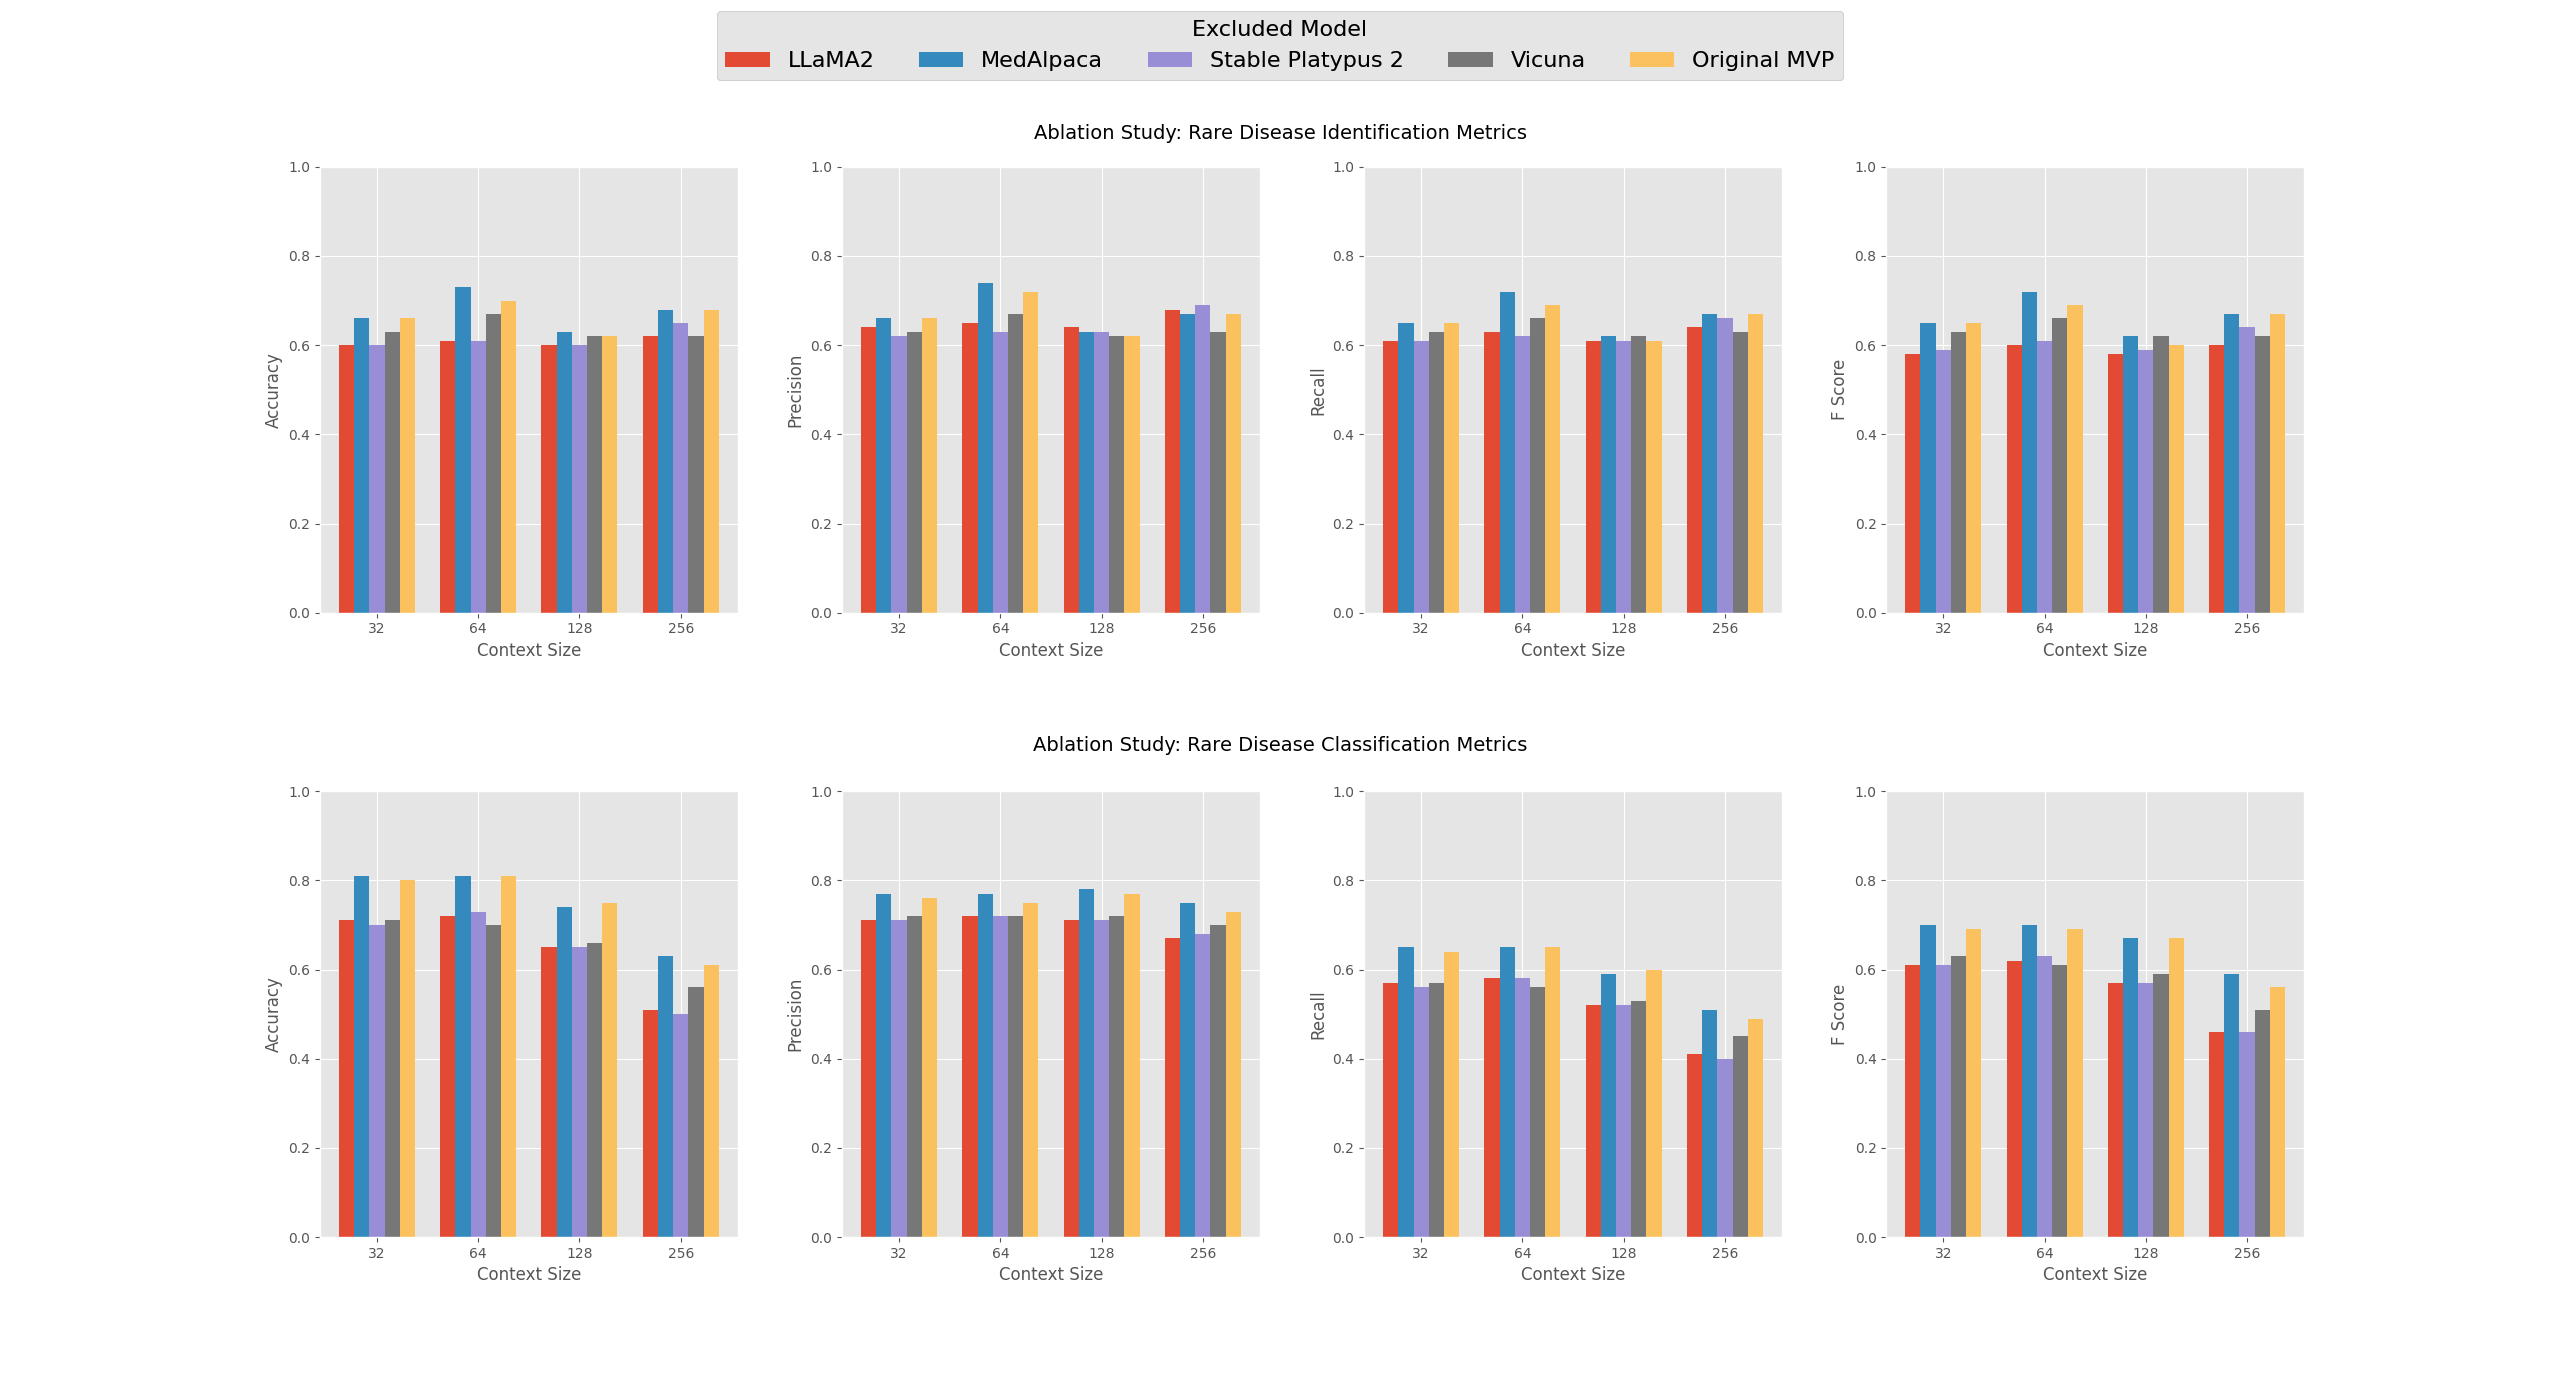 Excluded Model
LLaMA2 MedAlpaca Stable Platypus 2 Vicuna Original MVP
Ablation Study: Rare Disease Identification Metrics
1.0
0.8
0.6
0.4
0.2
0.0
Accuracy
32 64 128 256
Context Size
1.0
0.8
0.6
0.4
0.2
0.0
Precision
32 64 128 256
Context Size
1.0
0.8
0.6
0.4
0.2
0.0
Recall
32 64 128 256
Context Size
1.0
0.8
0.6
0.4
0.2
0.0
F Score
32 64 128 256
Context Size
Ablation Study: Rare Disease Classification Metrics
1.0
0.8
0.6
0.4
0.2
0.0
Accuracy
32 64 128 256
Context Size
1.0
0.8
0.6
0.4
0.2
0.0
Precision
32 64 128 256
Context Size
1.0
0.8
0.6
0.4
0.2
0.0
Recall
32 64 128 256
Context Size
1.0
0.8
0.6
0.4
0.2
0.0
F Score
32 64 128 256
Context Size